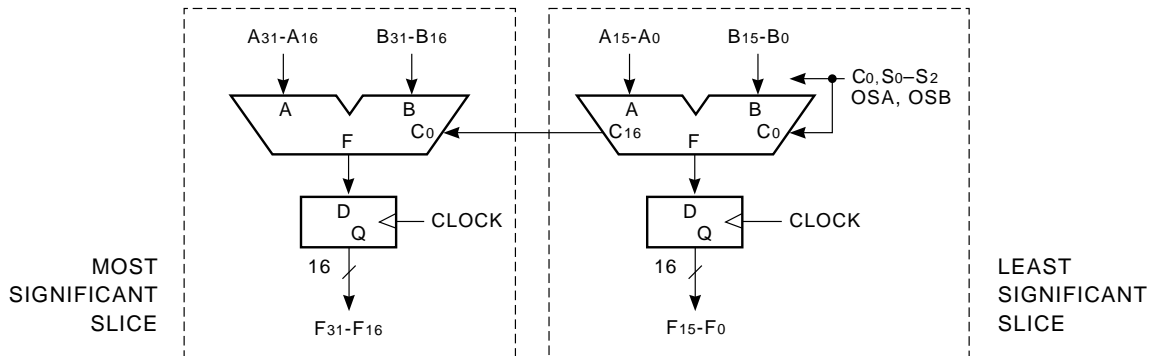 A31-A16 B31-B16 A15-A0 B15-B0
C0, S0–S2
OSA, OSB
A B A B
C0 C16 C0
F F
D D
CLOCK CLOCK
Q Q
16 16
MOST
SIGNIFICANT
SLICE
LEAST
SIGNIFICANT
SLICE
F31-F16 F15-F0